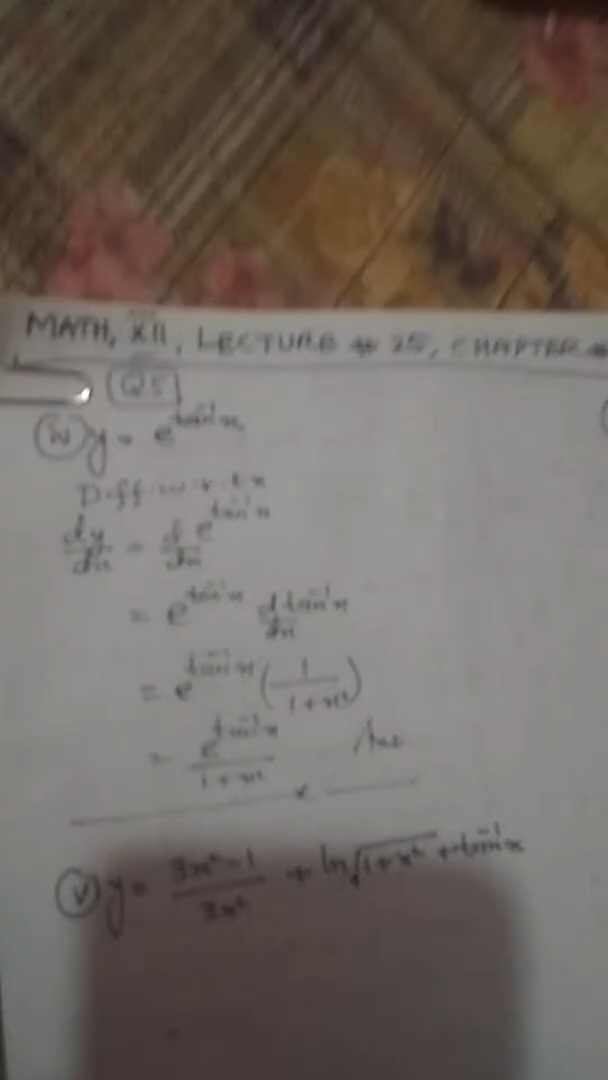 MATH, XII, LECTURE # 25, CHAPTER #
Q5
iv y = e^{tan⁻¹x}
Diff w.r.t x
dy/dx = d/dx e^{tan⁻¹x}
= e^{tan⁻¹x} d tan⁻¹x/dx
= e^{tan⁻¹x} (1/(1+x²))
= e^{tan⁻¹x}/(1+x²) Ans
x
v y = (3x²-1)/3x² + ln√(1+x²) + tan⁻¹x